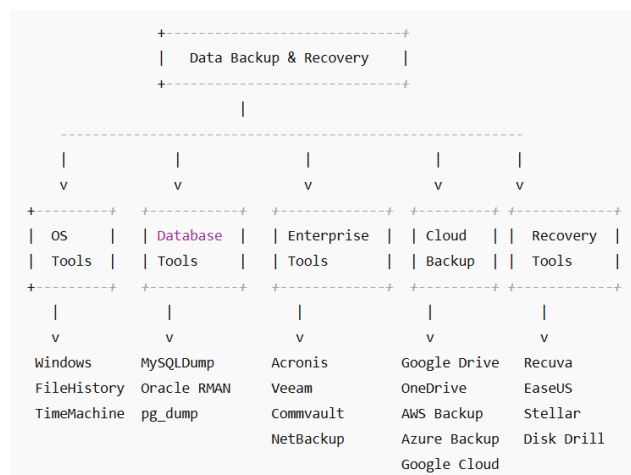 Data Backup & Recovery
OS Tools
Database Tools
Enterprise Tools
Cloud Backup
Recovery Tools
v v v v v
v v v v v
Windows
FileHistory
TimeMachine
MySQLDump
Oracle RMAN
pg_dump
Acronis
Veeam
Commvault
NetBackup
Google Drive
OneDrive
AWS Backup
Azure Backup
Google Cloud
Recuva
EaseUS
Stellar
Disk Drill